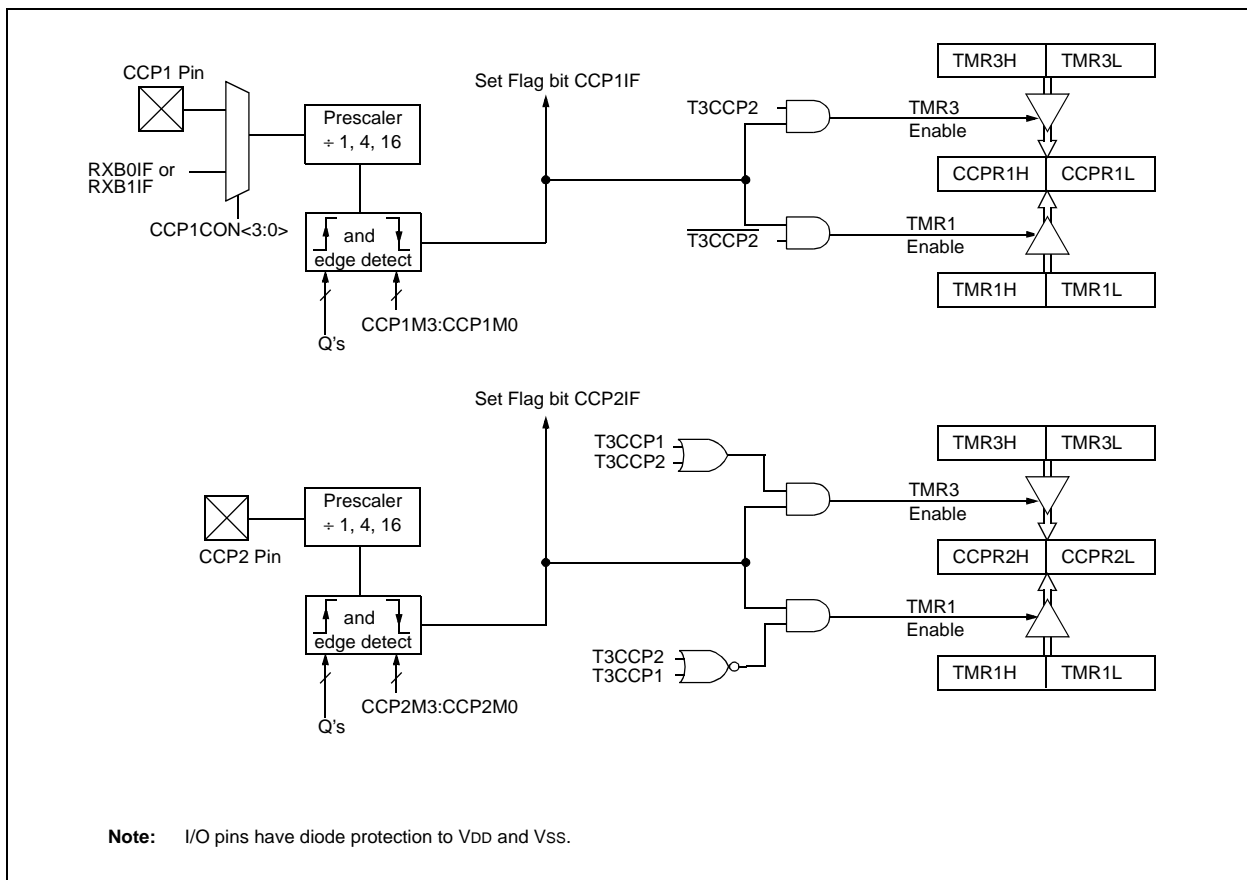 CCP1 Pin
Set Flag bit CCP1IF
TMR3H
TMR3L
Prescaler
÷ 1, 4, 16
T3CCP2
TMR3
Enable
RXB0IF or
RXB1IF
CCPR1H
CCPR1L
CCP1CON<3:0>
and
edge detect
T3CCP2
TMR1
Enable
TMR1H
TMR1L
CCP1M3:CCP1M0
Q's
Set Flag bit CCP2IF
T3CCP1
T3CCP2
TMR3H
TMR3L
Prescaler
÷ 1, 4, 16
TMR3
Enable
CCP2 Pin
CCPR2H
CCPR2L
and
edge detect
TMR1
Enable
T3CCP2
T3CCP1
TMR1H
TMR1L
CCP2M3:CCP2M0
Q's
Note: I/O pins have diode protection to VDD and VSS.